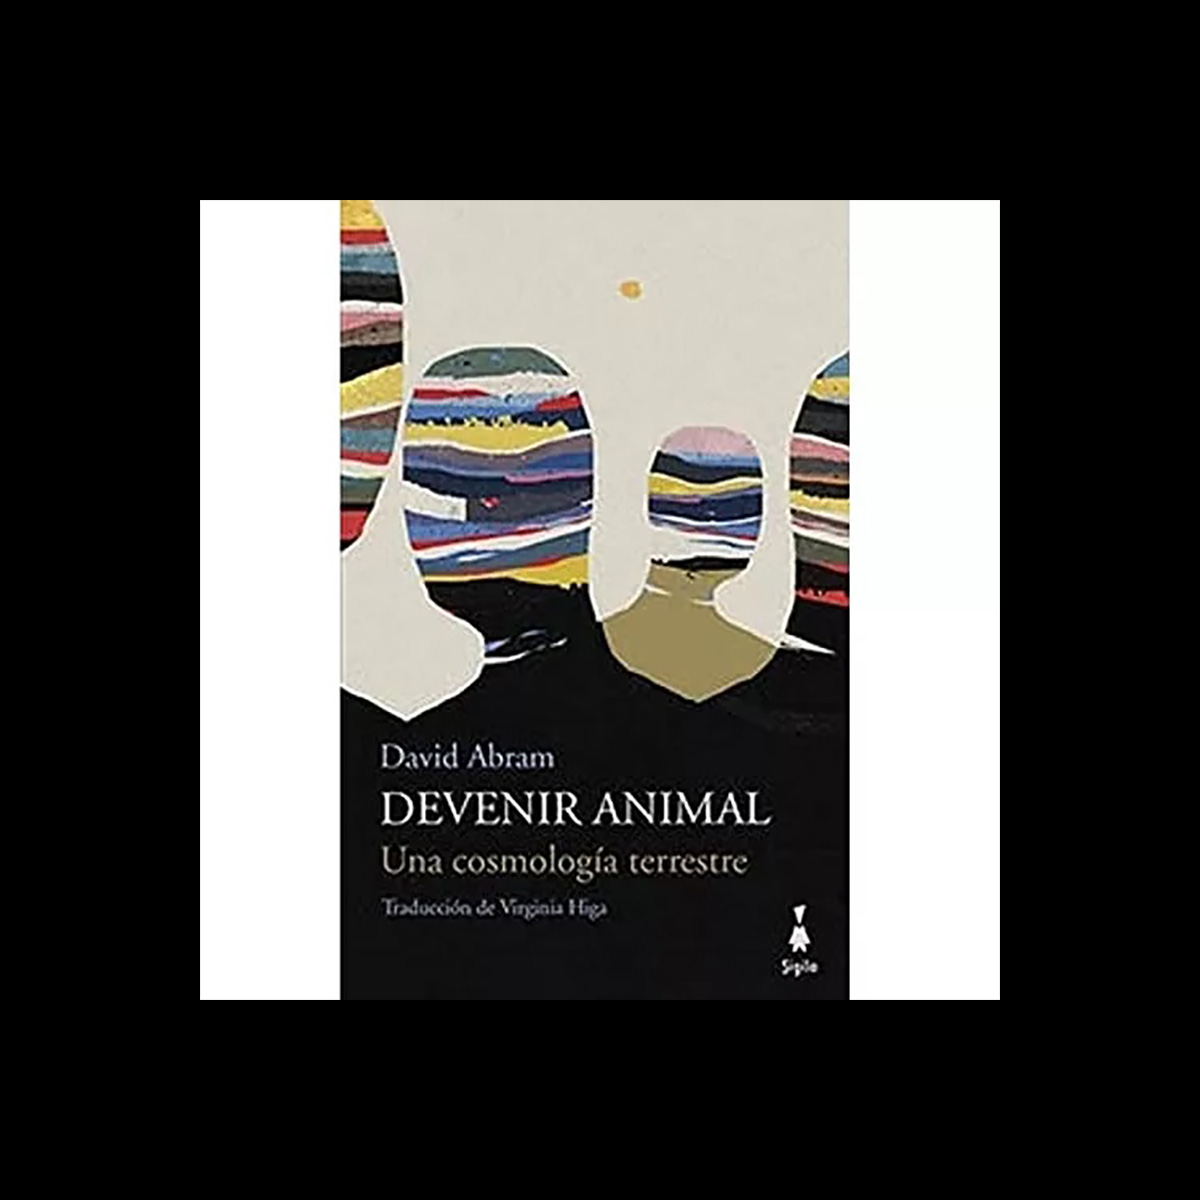 David Abram
DEVENIR ANIMAL
Una cosmología terrestre
Traducción de Virginia Higa
Sigilo